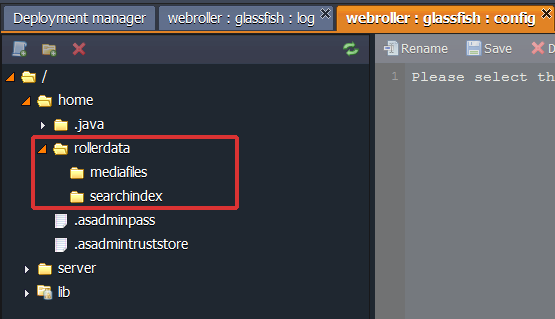 Deployment manager
webroller : glassfish : log
webroller : glassfish : config
Rename
Save
D
/
home
.java
rollerdata
mediafiles
searchindex
.asadminpass
.asadmintruststore
server
lib
1
Please select th